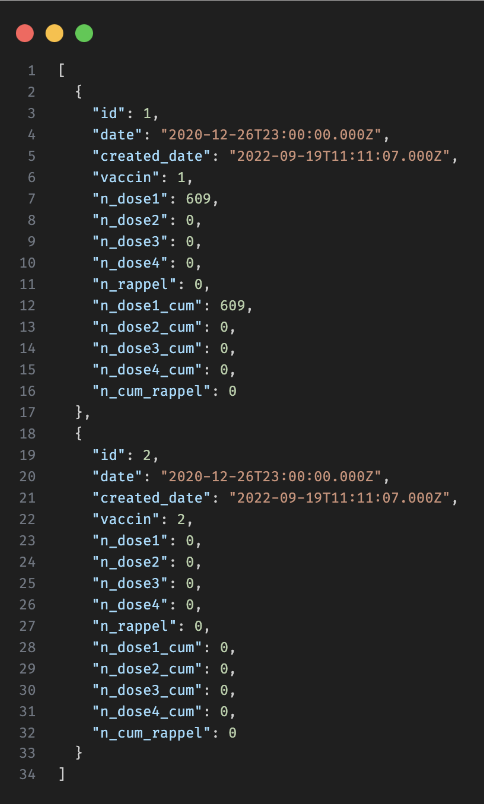 1 [
2 {
3 "id": 1,
4 "date": "2020-12-26T23:00:00.000Z",
5 "created_date": "2022-09-19T11:11:07.000Z",
6 "vaccin": 1,
7 "n_dose1": 609,
8 "n_dose2": 0,
9 "n_dose3": 0,
10 "n_dose4": 0,
11 "n_rappel": 0,
12 "n_dose1_cum": 609,
13 "n_dose2_cum": 0,
14 "n_dose3_cum": 0,
15 "n_dose4_cum": 0,
16 "n_cum_rappel": 0
17 },
18 {
19 "id": 2,
20 "date": "2020-12-26T23:00:00.000Z",
21 "created_date": "2022-09-19T11:11:07.000Z",
22 "vaccin": 2,
23 "n_dose1": 0,
24 "n_dose2": 0,
25 "n_dose3": 0,
26 "n_dose4": 0,
27 "n_rappel": 0,
28 "n_dose1_cum": 0,
29 "n_dose2_cum": 0,
30 "n_dose3_cum": 0,
31 "n_dose4_cum": 0,
32 "n_cum_rappel": 0
33 }
34 ]